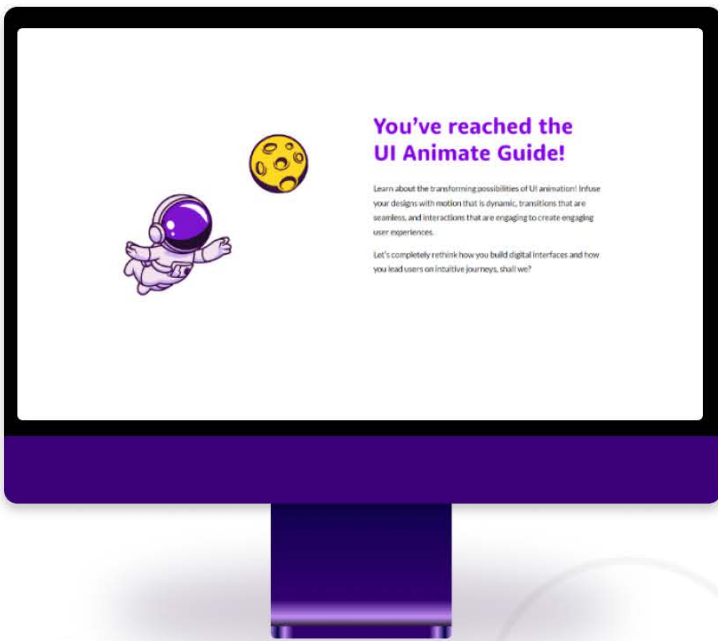 You've reached the
UI Animate Guide!
Learn about the transforming possibilities of UI animation! Infuse
your designs with motion that is dynamic, transitions that are
seamless, and interactions that are engaging to create engaging
user experiences.
Let's completely rethink how you build digital interfaces and how
you lead users on intuitive journeys, shall we?